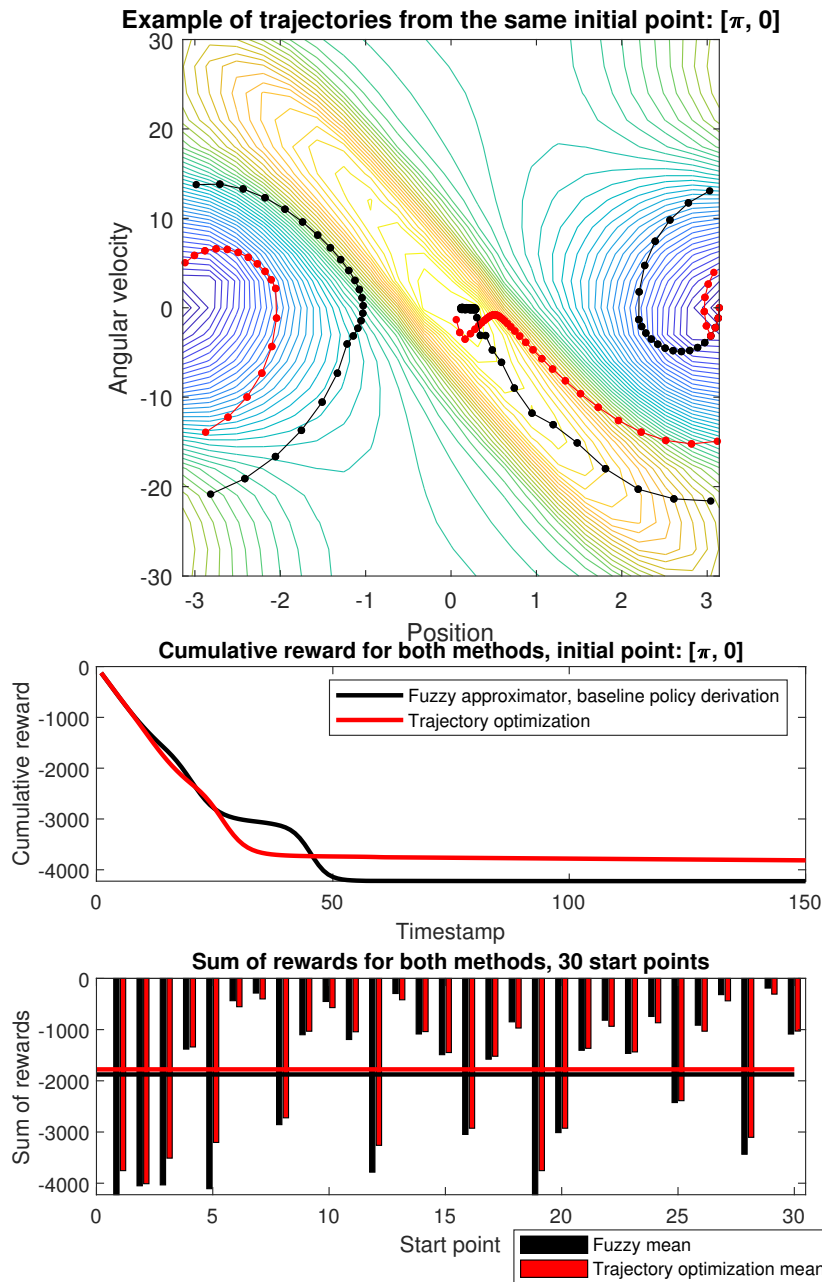 Example of trajectories from the same initial point: [π, 0]
30
20
10
0
-10
-20
-30
Angular velocity
-3 -2 -1 0 1 2 3
Position
Cumulative reward for both methods, initial point: [π, 0]
0
-1000
-2000
-3000
-4000
Cumulative reward
Fuzzy approximator, baseline policy derivation
Trajectory optimization
0 50 100 150
Timestamp
Sum of rewards for both methods, 30 start points
0
-1000
-2000
-3000
-4000
Sum of rewards
0 5 10 15 20 25 30
Start point
Fuzzy mean
Trajectory optimization mean